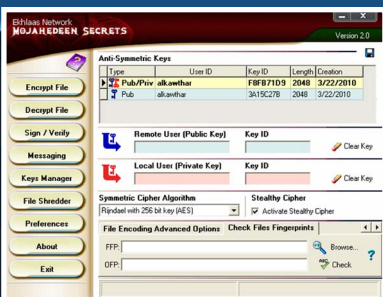 Ekhlaas Network
MOJAHEDEEN SECRETS
Version 2.0
Anti-Symmetric Keys
Type User ID Key ID Length Creation
Pub/Priv alkawthar F8FB71D9 2048 3/22/2010
Pub alkawthar 3A15C27B 2048 3/22/2010
Encrypt File
Decrypt File
Sign / Verify
Messaging
Keys Manager
File Shredder
Preferences
About
Exit
Remote User (Public Key) Key ID
Clear Key
Local User (Private Key) Key ID
Clear Key
Symmetric Cipher Algorithm Stealthy Cipher
Rijndael with 256 bit key (AES) Activate Stealthy Cipher
File Encoding Advanced Options Check Files Fingerprints
FFP: Browse...
OFP: Check
?